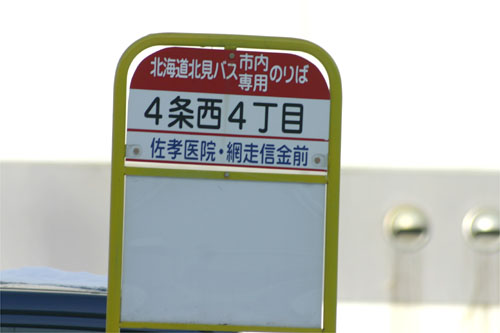 北海道北見バス市内専用のりば
4条西4丁目
佐孝医院・網走信金前